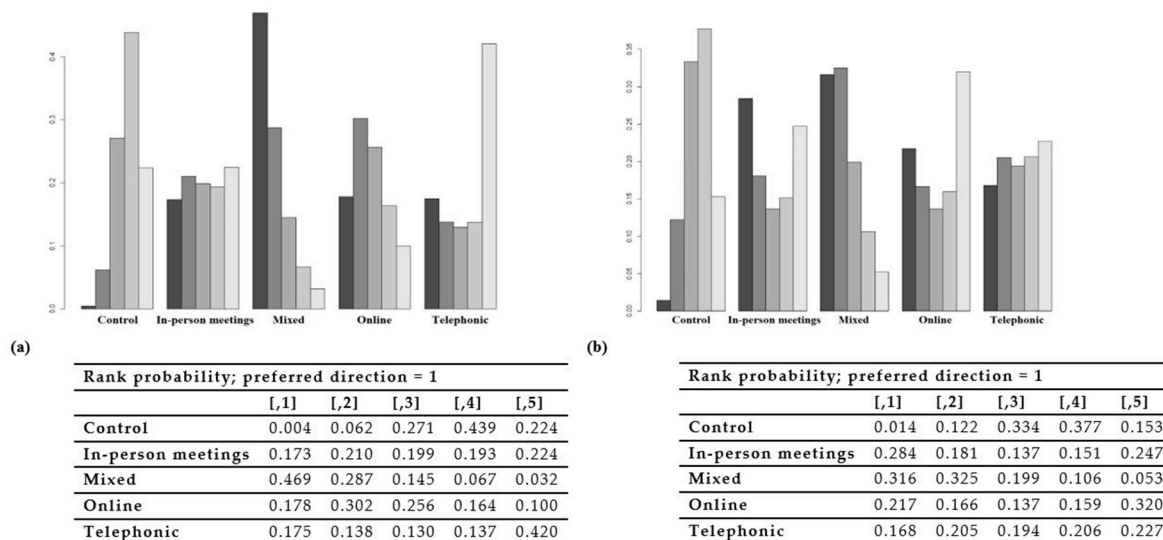 0.4
0.3
0.2
0.1
0.0
Control In-person meetings Mixed Online Telephonic
(a)
Rank probability; preferred direction = 1
[,1] [,2] [,3] [,4] [,5]
Control 0.004 0.062 0.271 0.439 0.224
In-person meetings 0.173 0.210 0.199 0.193 0.224
Mixed 0.469 0.287 0.145 0.067 0.032
Online 0.178 0.302 0.256 0.164 0.100
Telephonic 0.175 0.138 0.130 0.137 0.420
0.35
0.30
0.25
0.20
0.15
0.10
0.05
0.00
Control In-person meetings Mixed Online Telephonic
(b)
Rank probability; preferred direction = 1
[,1] [,2] [,3] [,4] [,5]
Control 0.014 0.122 0.334 0.377 0.153
In-person meetings 0.284 0.181 0.137 0.151 0.247
Mixed 0.316 0.325 0.199 0.106 0.053
Online 0.217 0.166 0.137 0.159 0.320
Telephonic 0.168 0.205 0.194 0.206 0.227